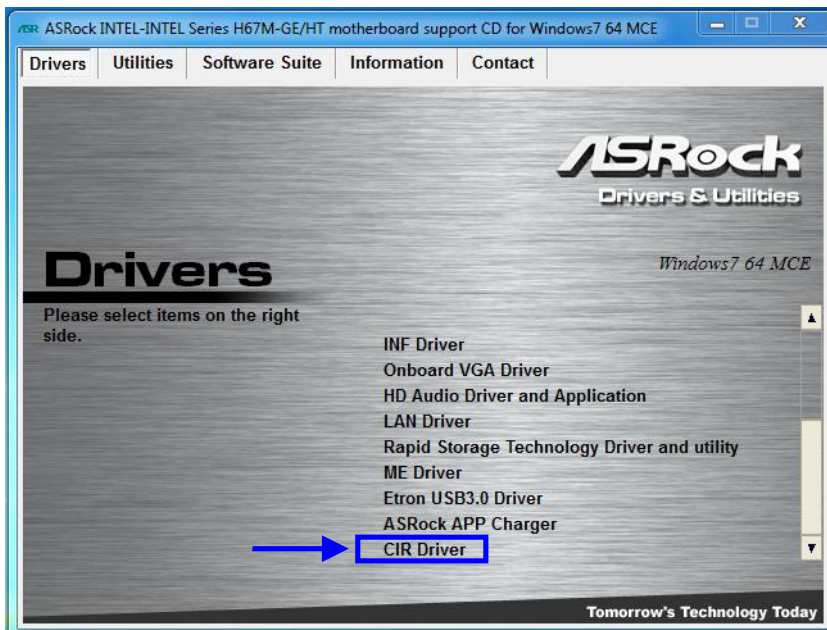 ASRock INTEL-INTEL Series H67M-GE/HT motherboard support CD for Windows7 64 MCE
Drivers Utilities Software Suite Information Contact
ASRock
Drivers & Utilities
Drivers
Windows7 64 MCE
Please select items on the right
side.
INF Driver
Onboard VGA Driver
HD Audio Driver and Application
LAN Driver
Rapid Storage Technology Driver and utility
ME Driver
Etron USB3.0 Driver
ASRock APP Charger
CIR Driver
Tomorrow's Technology Today